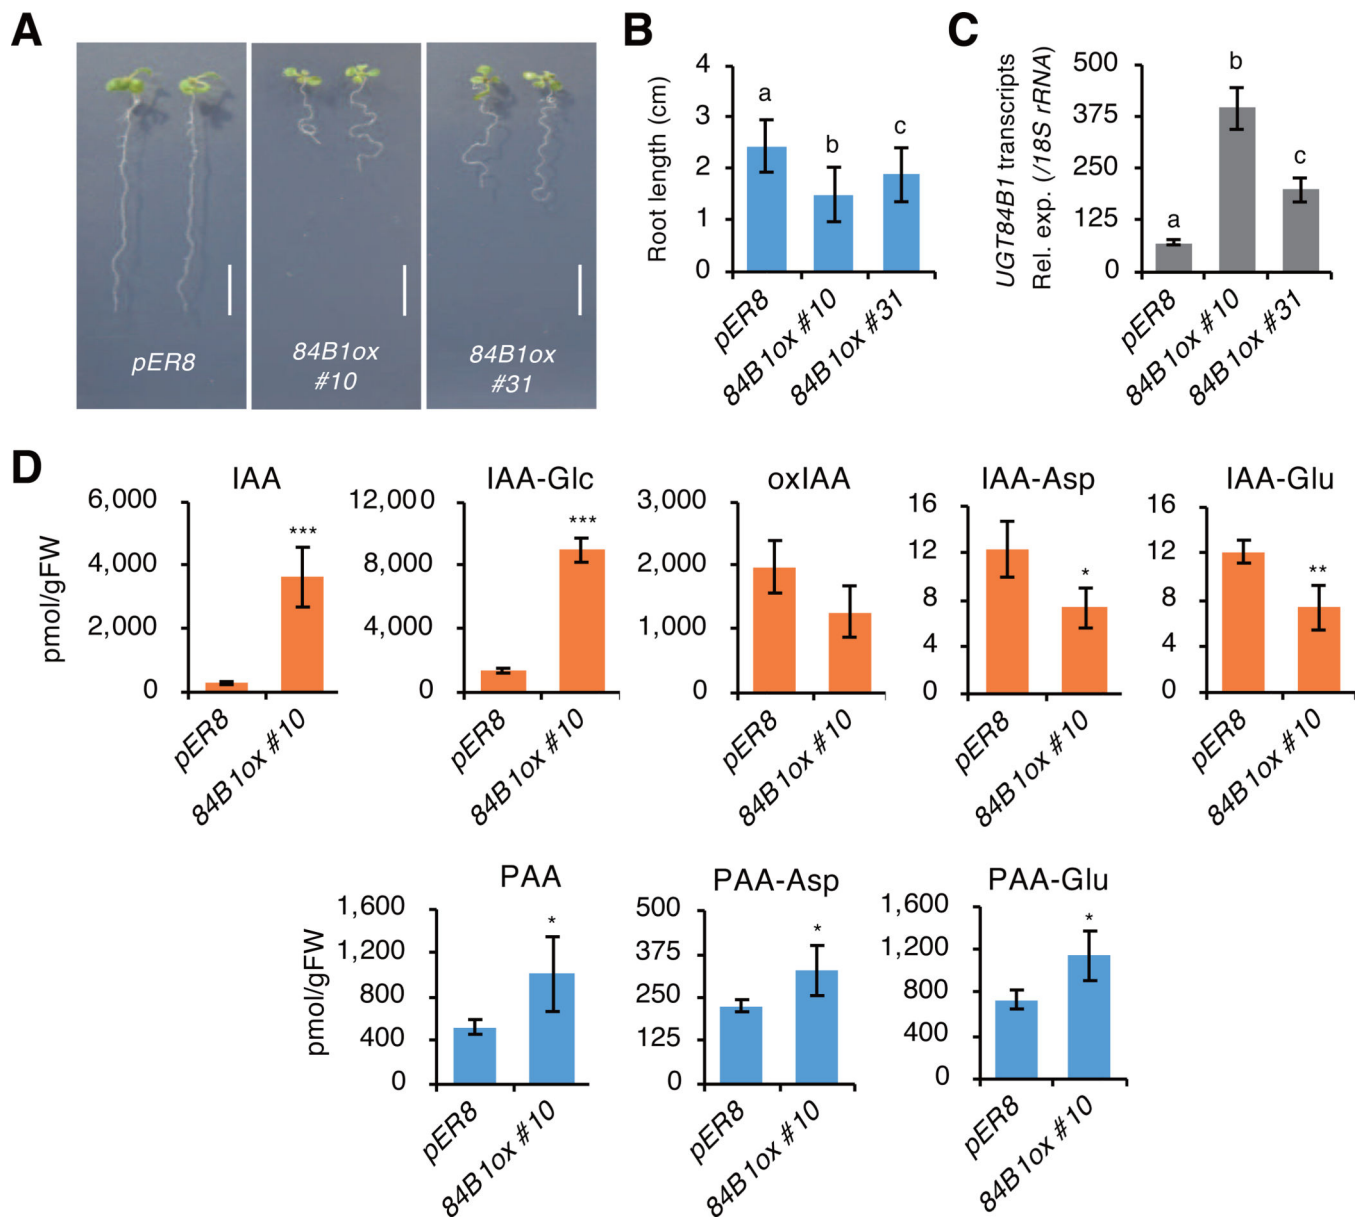 A
pER8
84B1ox
#10
84B1ox
#31
B
Root length (cm)
4
3
2
1
0
a
b
c
pER8
84B1ox #10
84B1ox #31
C
UGT84B1 transcripts
Rel. exp. (/18S rRNA)
500
375
250
125
0
a
b
c
pER8
84B1ox #10
84B1ox #31
D
pmol/gFW
IAA
6,000
4,000
2,000
0
***
pER8
84B1ox #10
IAA-Glc
12,000
8,000
4,000
0
***
pER8
84B1ox #10
oxIAA
3,000
2,000
1,000
0
pER8
84B1ox #10
IAA-Asp
16
12
8
4
0
*
pER8
84B1ox #10
IAA-Glu
16
12
8
4
0
**
pER8
84B1ox #10
pmol/gFW
PAA
1,600
1,200
800
400
0
*
pER8
84B1ox #10
PAA-Asp
500
375
250
125
0
*
pER8
84B1ox #10
PAA-Glu
1,600
1,200
800
400
0
*
pER8
84B1ox #10